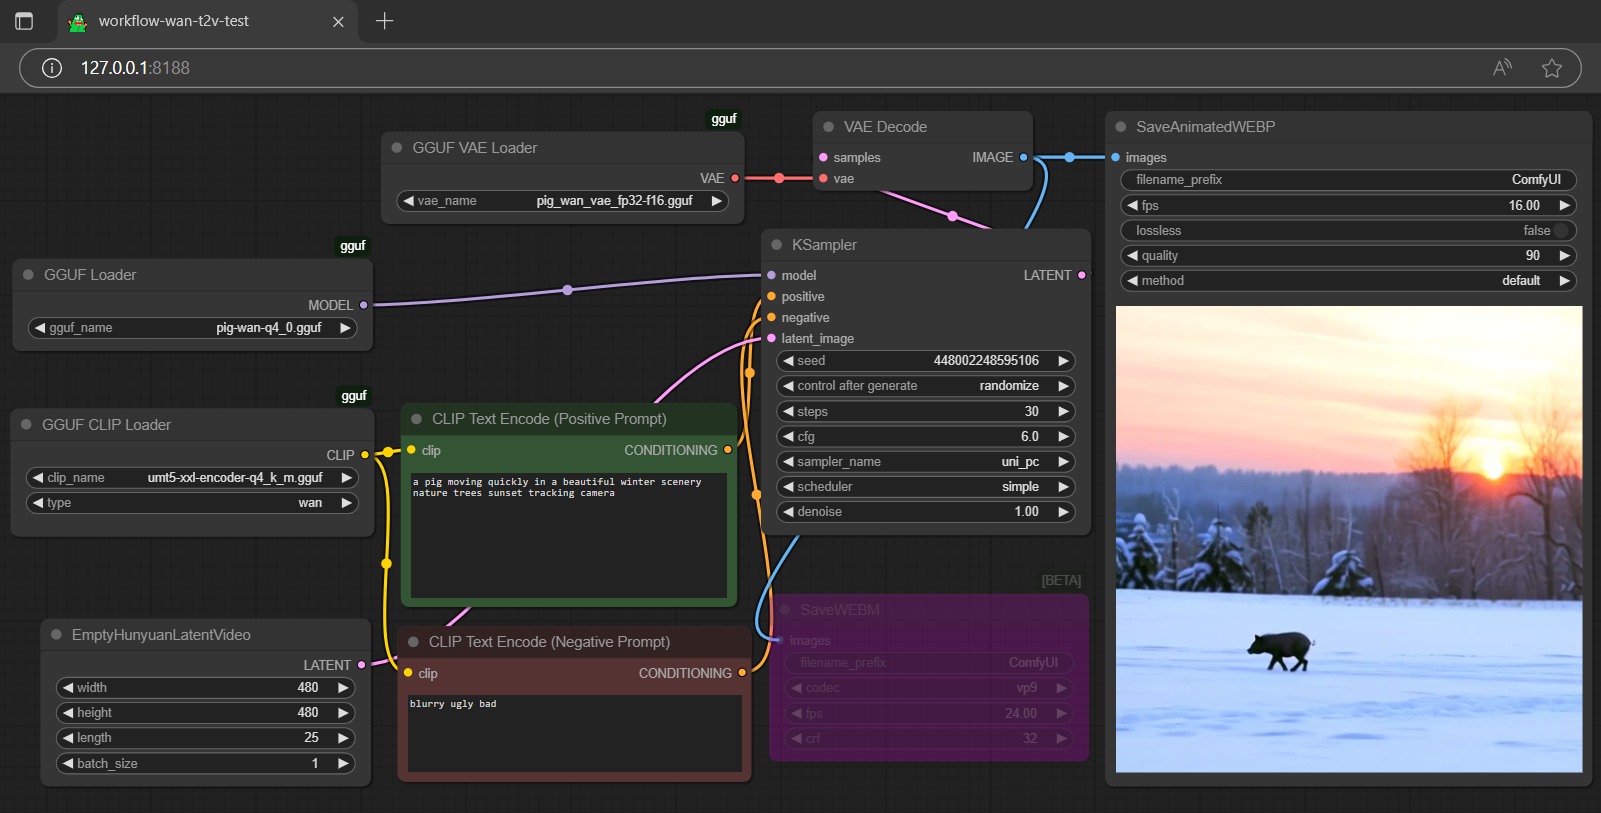 workflow-wan-t2v-test
127.0.0.1:8188
gguf
GGUF VAE Loader
VAE
vae_name pig_wan_vae_fp32-f16.gguf
VAE Decode
samples IMAGE
vae
SaveAnimatedWEBP
images
filename_prefix ComfyUI
fps 16.00
lossless false
quality 90
method default
gguf
GGUF Loader
MODEL
gguf_name pig-wan-q4_0.gguf
KSampler
model LATENT
positive
negative
latent_image
seed 448002248595106
control after generate randomize
steps 30
cfg 6.0
sampler_name uni_pc
scheduler simple
denoise 1.00
gguf
GGUF CLIP Loader
CLIP
clip_name umt5-xxl-encoder-q4_k_m.gguf
type wan
CLIP Text Encode (Positive Prompt)
clip CONDITIONING
a pig moving quickly in a beautiful winter scenery
nature trees sunset tracking camera
EmptyHunyuanLatentVideo
LATENT
width 480
height 480
length 25
batch_size 1
CLIP Text Encode (Negative Prompt)
clip CONDITIONING
blurry ugly bad
[BETA]
SaveWEBM
images
filename_prefix ComfyUI
codec vp9
fps 24.00
crf 32